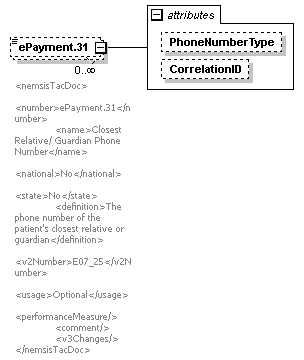 attributes
ePayment.31
PhoneNumberType
CorrelationID
0..∞
<nemsisTacDoc>
<number>ePayment.31</n
umber>
<name>Closest
Relative/ Guardian Phone
Number</name>
<national>No</national>
<state>No</state>
<definition>The
phone number of the
patient's closest relative or
guardian</definition>
<v2Number>E07_25</v2N
umber>
<usage>Optional</usage>
<performanceMeasure/>
<comment/>
<v3Changes/>
</nemsisTacDoc>